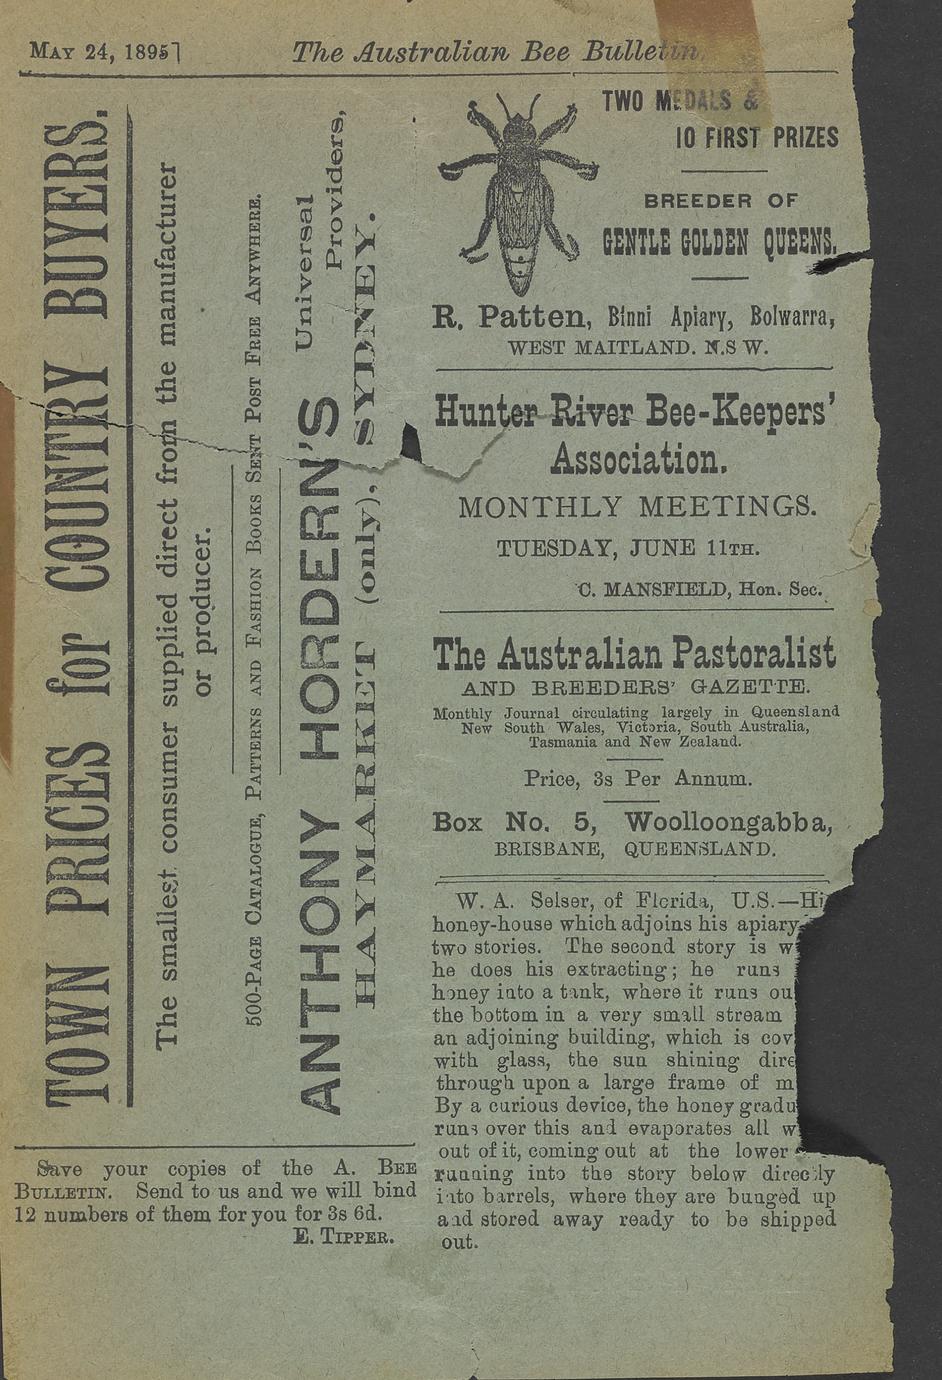 MAY 24, 1895] The Australian Bee Bulletin.
TOWN PRICES for COUNTRY BUYERS.
The smallest consumer supplied direct from the manufacturer
or producer.
500-PAGE CATALOGUE, PATTERNS AND FASHION BOOKS SENT POST FREE ANYWHERE.
ANTHONY HORDERN'S Universal
Providers,
HAYMARKET (only), SYDNEY.
Save your copies of the A. BEE
BULLETIN. Send to us and we will bind
12 numbers of them for you for 3s 6d.
E. TIPPER.
TWO MEDALS &
10 FIRST PRIZES
BREEDER OF
GENTLE GOLDEN QUEENS.
R. Patten, Binni Apiary, Bolwarra,
WEST MAITLAND. N.S W.
Hunter River Bee-Keepers'
Association.
MONTHLY MEETINGS.
TUESDAY, JUNE 11TH.
C. MANSFIELD, Hon. Sec.
The Australian Pastoralist
AND BREEDERS' GAZETTE.
Monthly Journal circulating largely in Queensland
New South Wales, Victoria, South Australia,
Tasmania and New Zealand.
Price, 3s Per Annum.
Box No. 5, Woolloongabba,
BRISBANE, QUEENSLAND.
W. A. Selser, of Florida, U.S.—Hi
honey-house which adjoins his apiary
two stories. The second story is w
he does his extracting; he runs
honey into a tank, where it runs ou
the bottom in a very small stream
an adjoining building, which is cov
with glass, the sun shining dire
through upon a large frame of m
By a curious device, the honey gradu
runs over this and evaporates all w
out of it, coming out at the lower
running into the story below directly
into barrels, where they are bunged up
and stored away ready to be shipped
out.